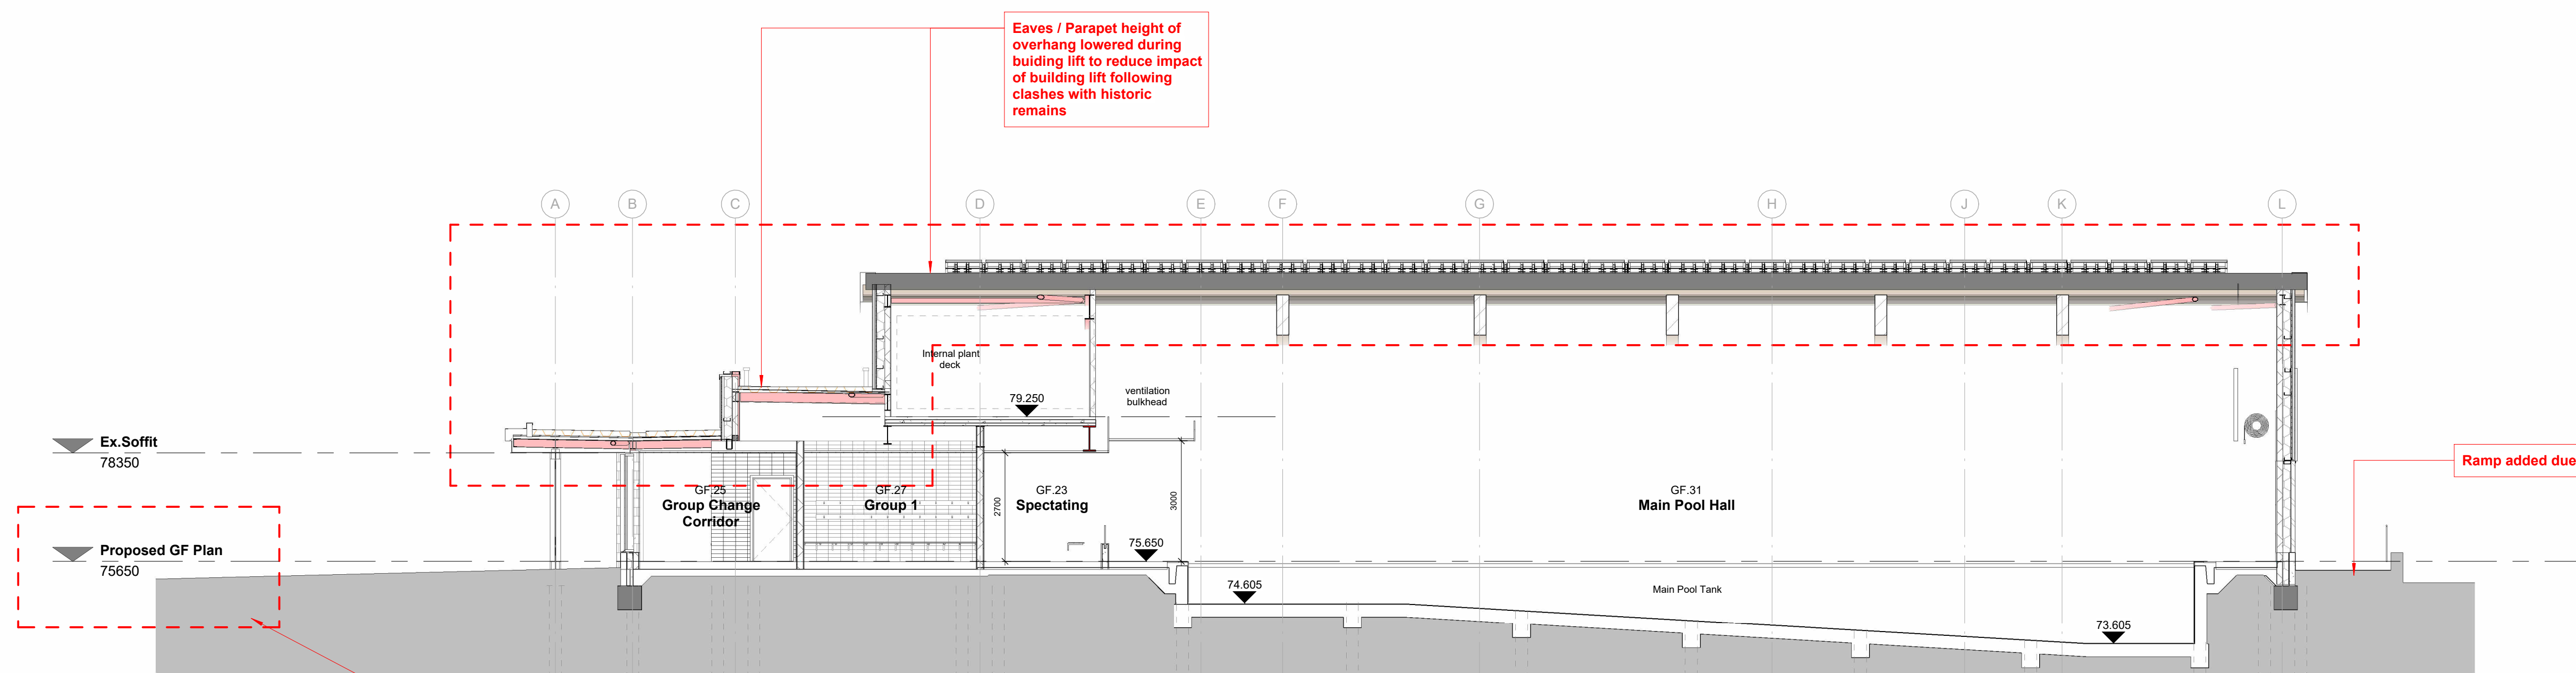 Eaves / Parapet height of
overhang lowered during
buiding lift to reduce impact
of building lift following
clashes with historic
remains
A
B
C
D
E
F
G
H
J
K
L
Internal plant
deck
ventilation
bulkhead
79.250
Ex.Soffit
78350
Ramp added due
GF.25
Group Change
Corridor
GF.27
Group 1
GF.23
Spectating
2700
3000
GF.31
Main Pool Hall
Proposed GF Plan
75650
75.650
74.605
Main Pool Tank
73.605